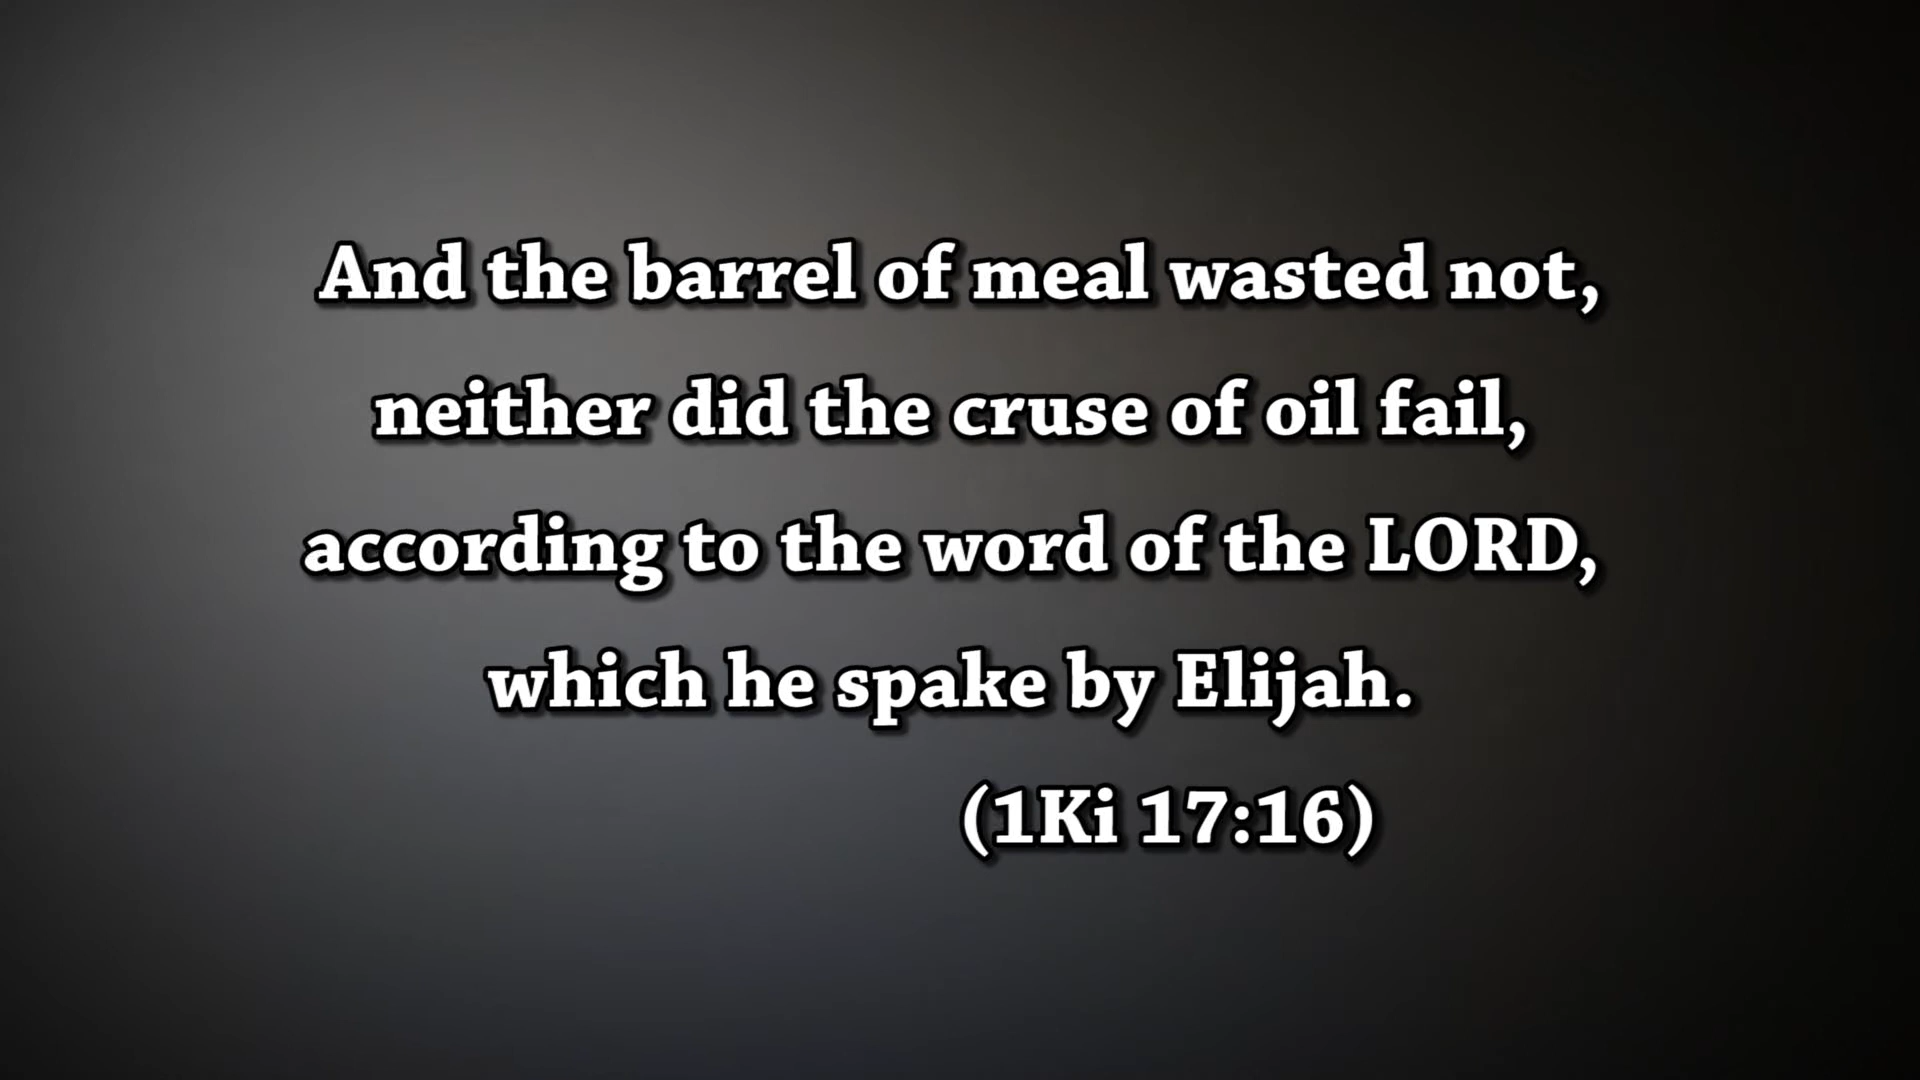 And the barrel of meal wasted not,
neither did the cruse of oil fail,
according to the word of the LORD,
which he spake by Elijah.
(1Ki 17:16)